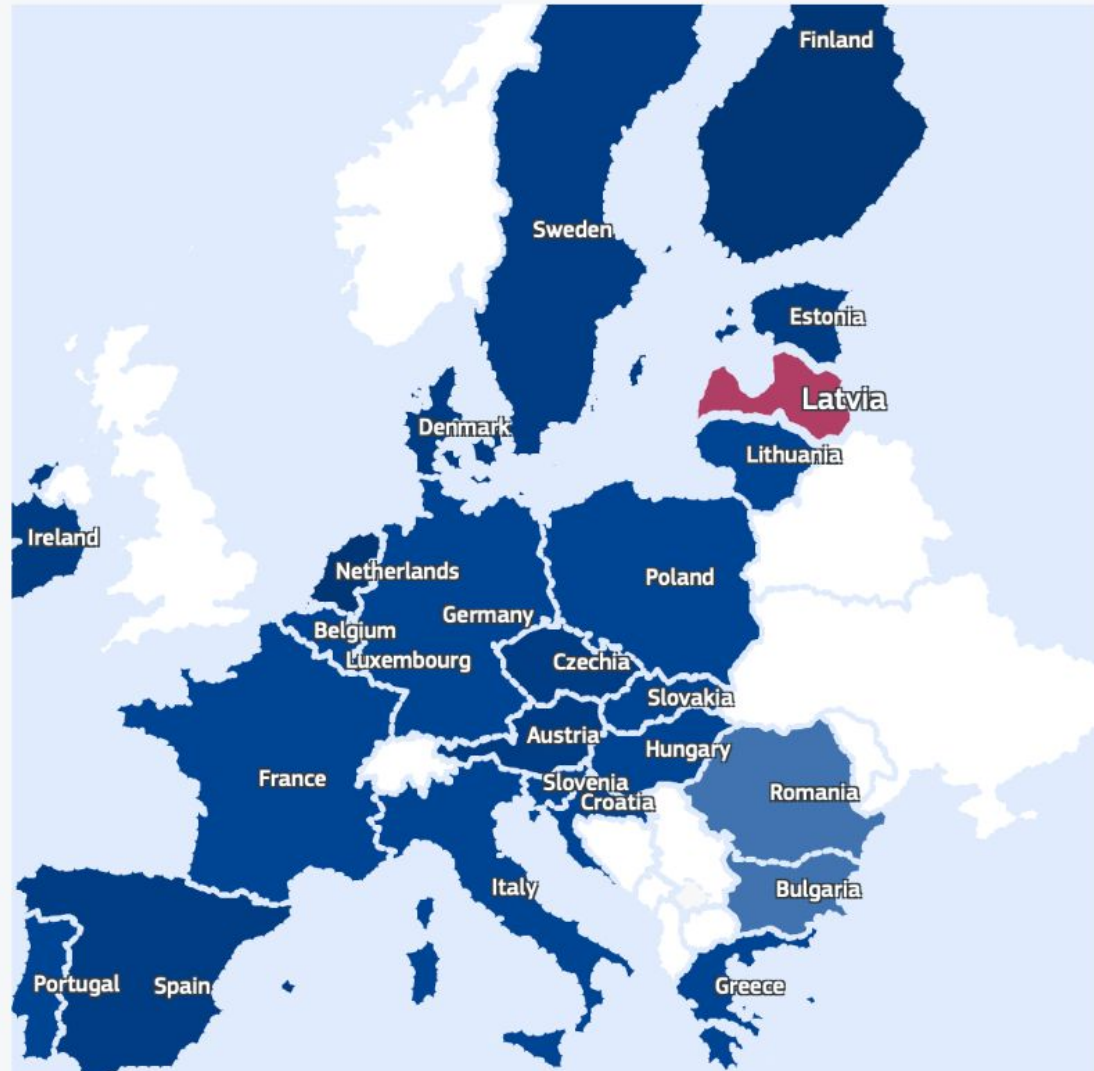 Finland
Sweden
Estonia
Latvia
Denmark
Lithuania
Ireland
Netherlands
Poland
Germany
Belgium
Luxembourg
Czechia
Slovakia
Austria
Hungary
France
Slovenia
Romania
Croatia
Italy
Bulgaria
Portugal
Spain
Greece